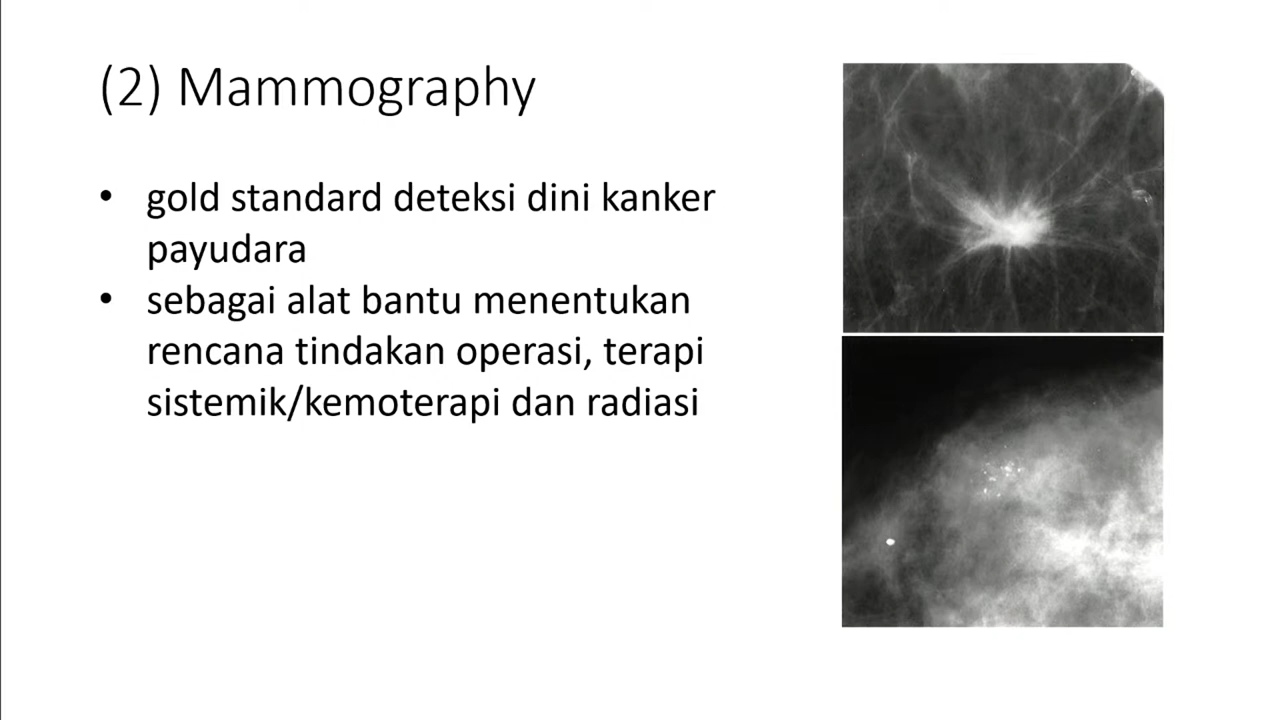 (2) Mammography
• gold standard deteksi dini kanker
payudara
• sebagai alat bantu menentukan
rencana tindakan operasi, terapi
sistemik/kemoterapi dan radiasi